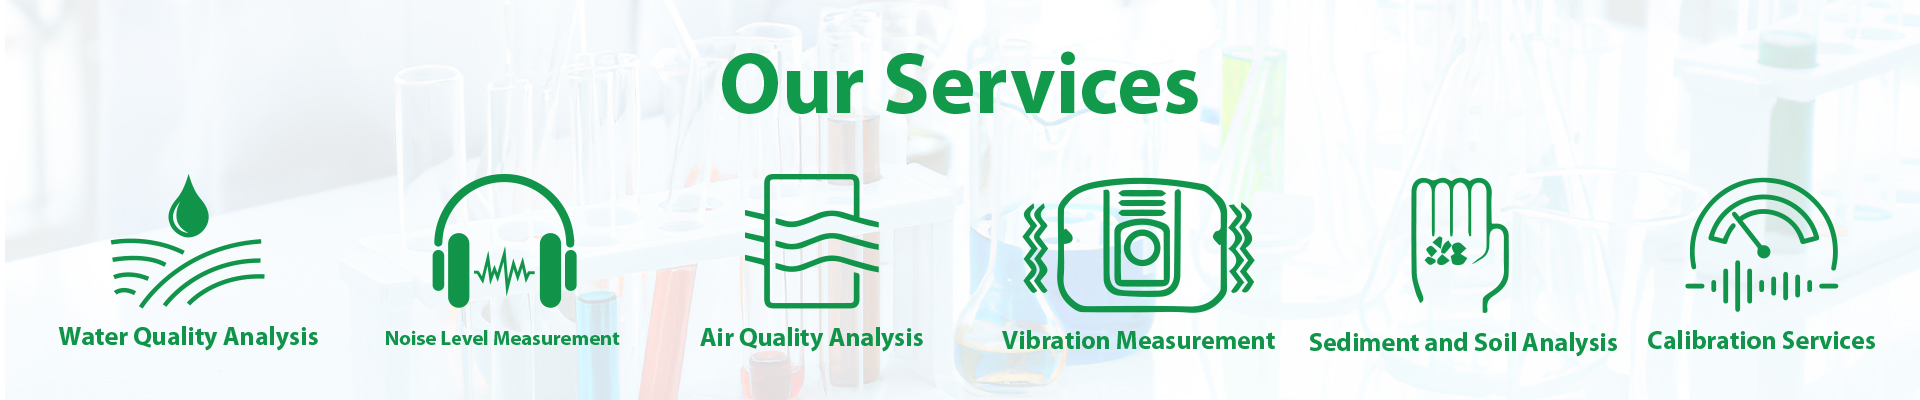 Our Services
Water Quality Analysis
Noise Level Measurement
Air Quality Analysis
Vibration Measurement
Sediment and Soil Analysis
Calibration Services